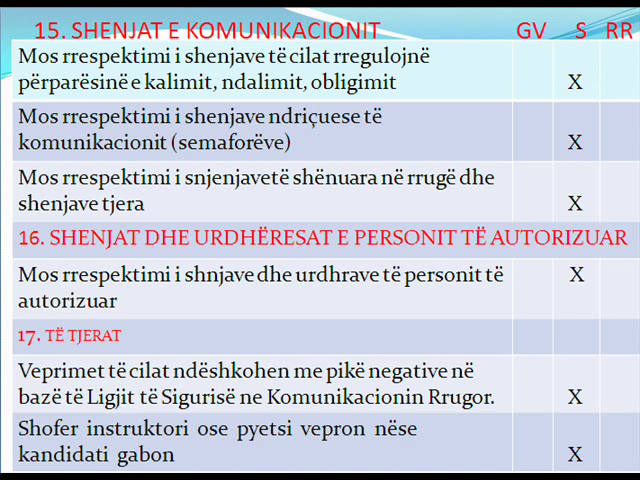 15. SHENJAT E KOMUNIKACIONIT GV S RR
Mos rrespektimi i shenjave të cilat rregulojnë
përparësinë e kalimit, ndalimit, obligimit X
Mos rrespektimi i shenjave ndriçuese të
komunikacionit (semaforëve) X
Mos rrespektimi i snjenjavetë shënuara në rrugë dhe
shenjave tjera X
16. SHENJAT DHE URDHËRESAT E PERSONIT TË AUTORIZUAR
Mos rrespektimi i shnjave dhe urdhrave të personit të X
autorizuar
17. TË TJERAT
Veprimet të cilat ndëshkohen me pikë negative në
bazë të Ligjit të Sigurisë ne Komunikacionin Rrugor. X
Shofer instruktori ose pyetsi vepron nëse
kandidati gabon X